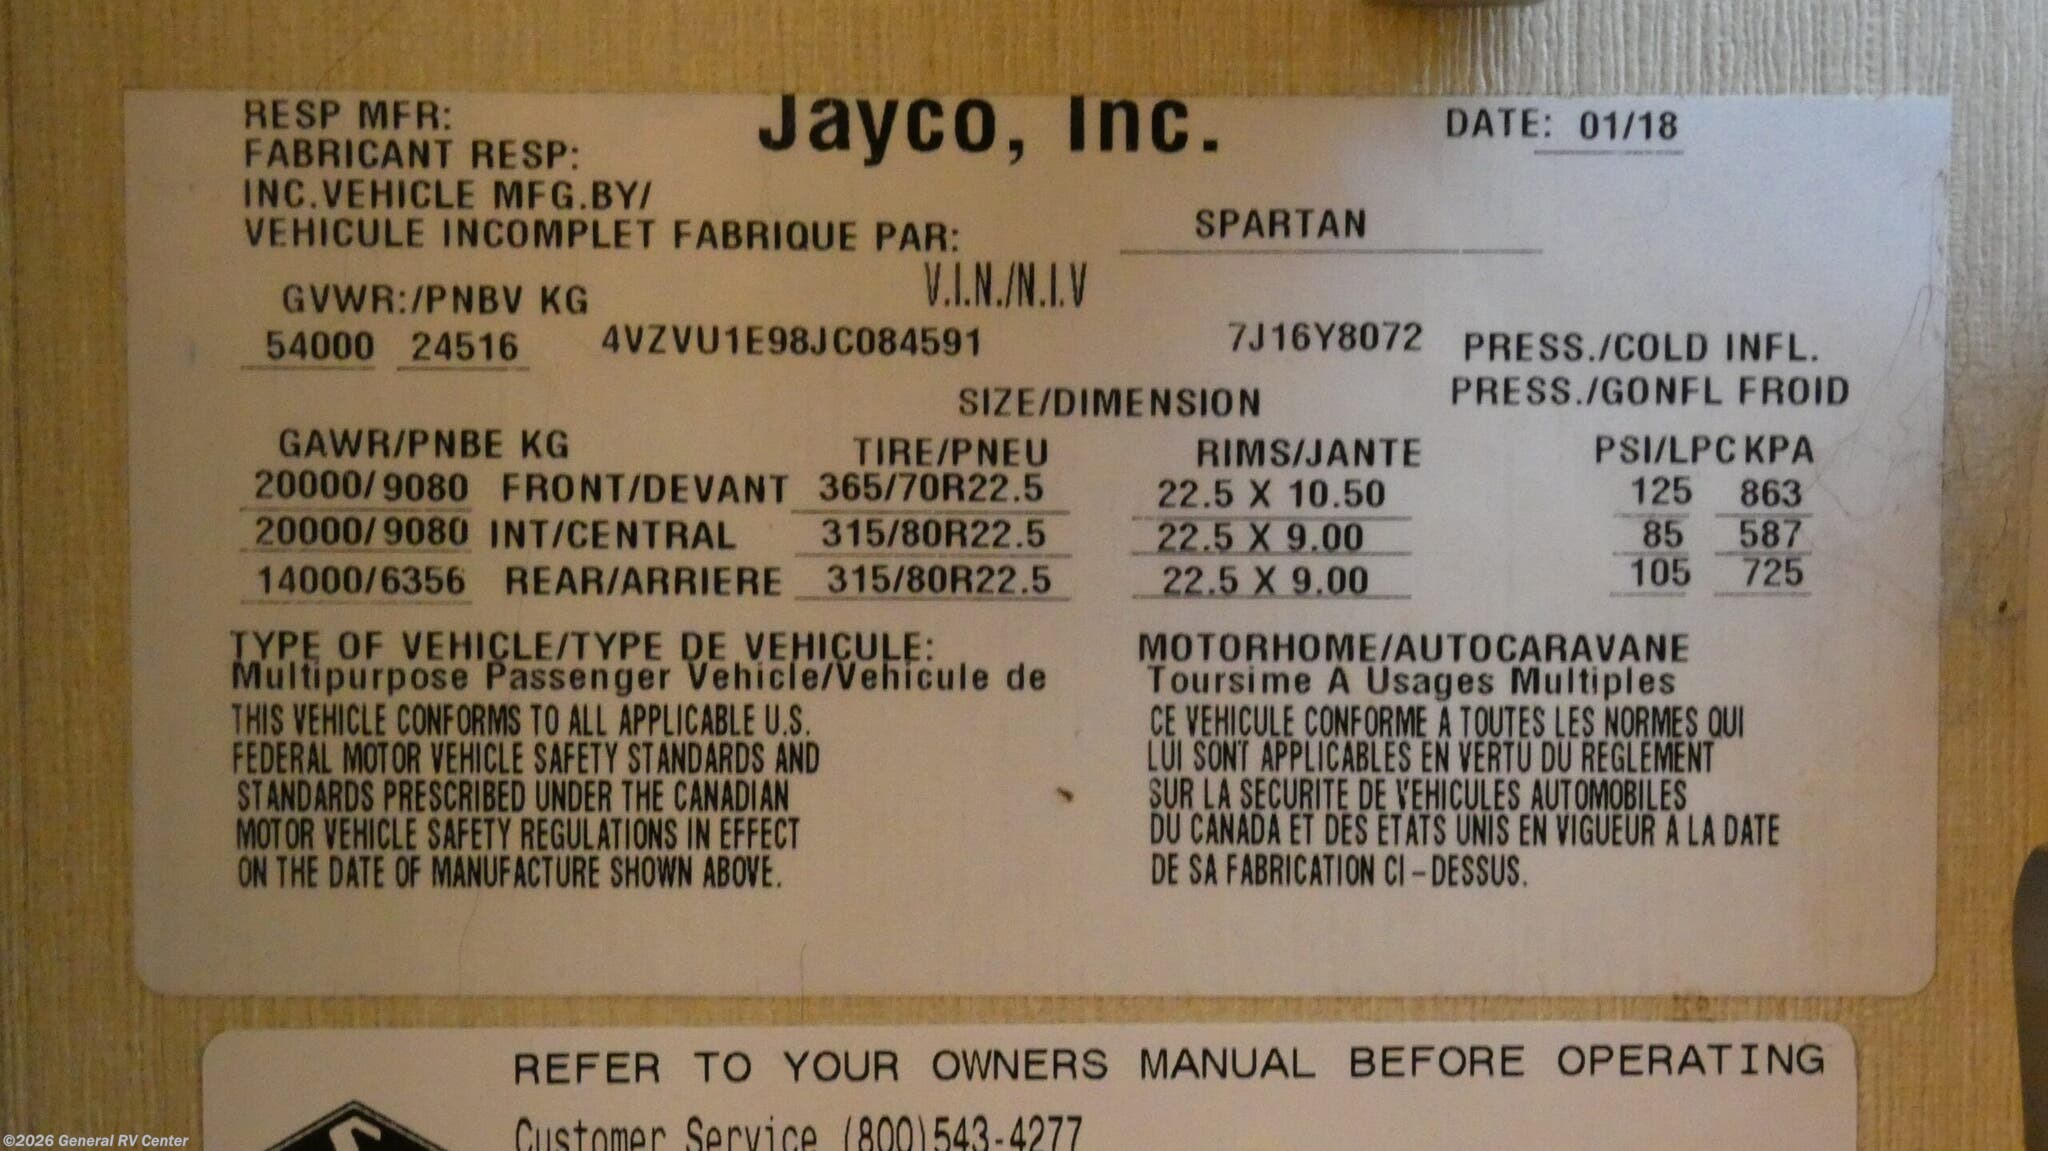 RESP MFR: Jayco, Inc. DATE: 01/18
FABRICANT RESP:
INC.VEHICLE MFG.BY/
VEHICULE INCOMPLET FABRIQUE PAR: SPARTAN
GVWR:/PNBV KG V.I.N./N.I.V
54000 24516 4VZVU1E98JC084591 7J16Y8072 PRESS./COLD INFL.
SIZE/DIMENSION PRESS./GONFL FROID
GAWR/PNBE KG TIRE/PNEU RIMS/JANTE PSI/LPC KPA
20000/9080 FRONT/DEVANT 365/70R22.5 22.5 X 10.50 125 863
20000/9080 INT/CENTRAL 315/80R22.5 22.5 X 9.00 85 587
14000/6356 REAR/ARRIERE 315/80R22.5 22.5 X 9.00 105 725
TYPE OF VEHICLE/TYPE DE VEHICULE: MOTORHOME/AUTOCARAVANE
Multipurpose Passenger Vehicle/Vehicule de Toursime A Usages Multiples
THIS VEHICLE CONFORMS TO ALL APPLICABLE U.S.
FEDERAL MOTOR VEHICLE SAFETY STANDARDS AND
STANDARDS PRESCRIBED UNDER THE CANADIAN
MOTOR VEHICLE SAFETY REGULATIONS IN EFFECT
ON THE DATE OF MANUFACTURE SHOWN ABOVE.
CE VEHICULE CONFORME A TOUTES LES NORMES QUI
LUI SONT APPLICABLES EN VERTU DU REGLEMENT
SUR LA SECURITE DE VEHICULES AUTOMOBILES
DU CANADA ET DES ETATS UNIS EN VIGUEUR A LA DATE
DE SA FABRICATION CI-DESSUS.
REFER TO YOUR OWNERS MANUAL BEFORE OPERATING
Customer Service (800)543-4277
©2026 General RV Center